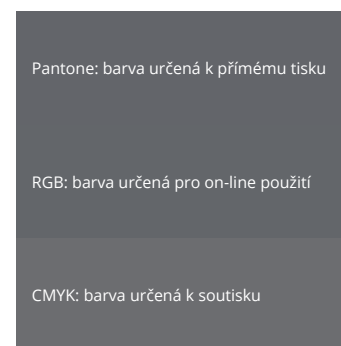 Pantone: barva určená k přímému tisku
RGB: barva určená pro on-line použití
CMYK: barva určená k soutisku